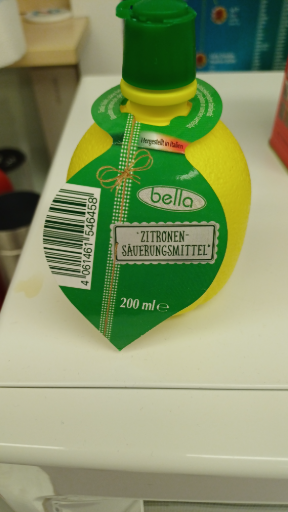 Hergestellt in Italien
bella
ZITRONEN-
SÄUERUNGSMITTEL*
200 ml ℮
4 061461 546458